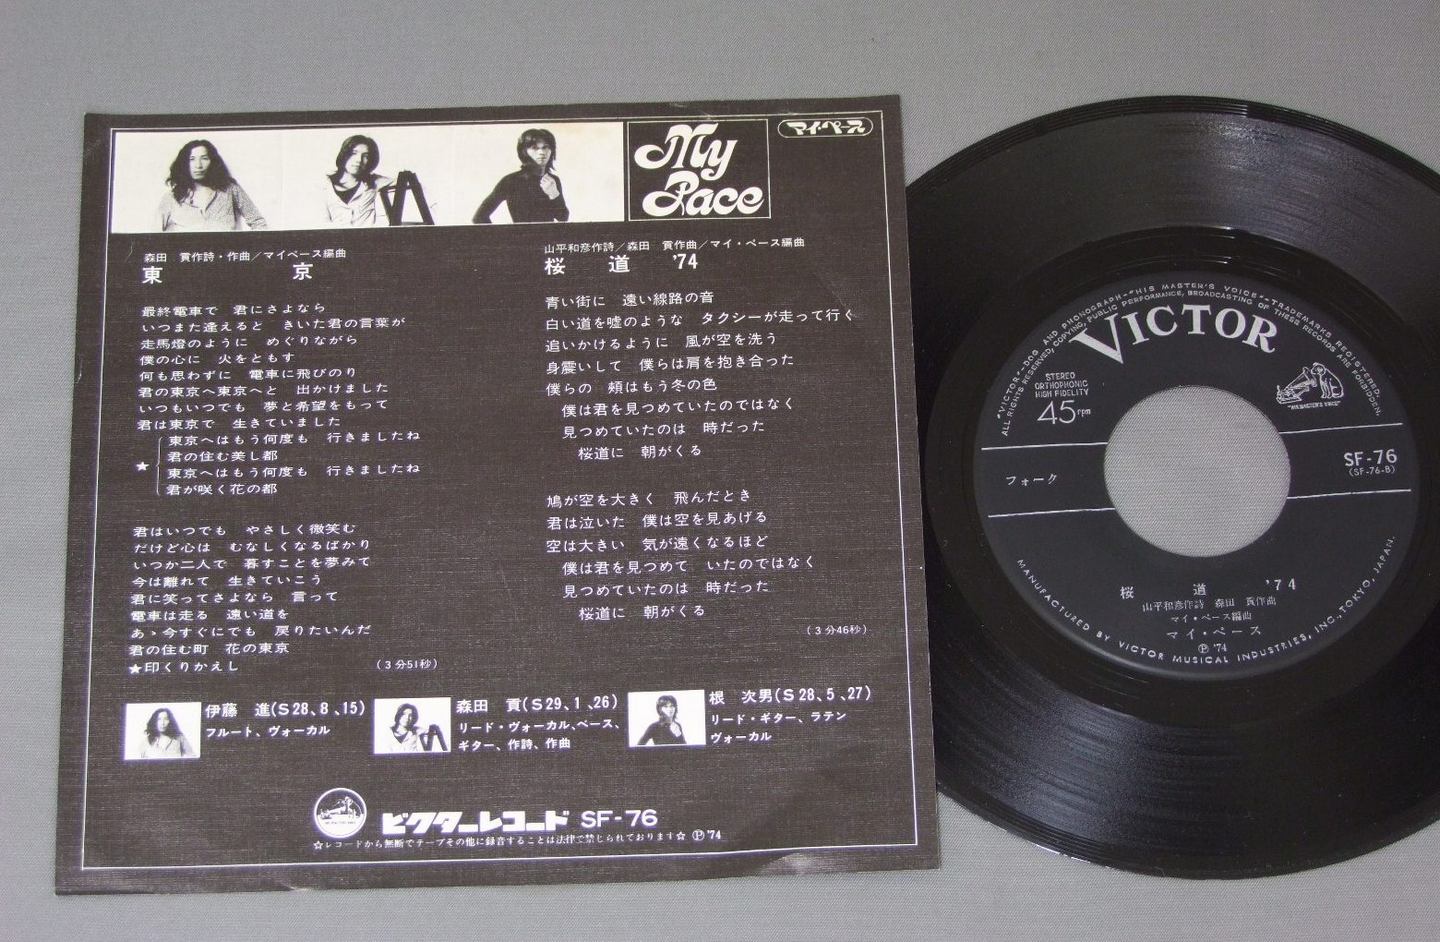 My
Pace
マイ・ペース
森田 貢作詩・作曲／マイペース編曲
東京
最終電車で 君にさよなら
いつまた逢えると きいた君の言葉が
走馬燈のように めぐりながら
僕の心に 火をともす
何も思わずに 電車に飛びのり
君の東京へ東京へと 出かけました
いつもいつでも 夢と希望をもって
君は東京で 生きていました
★
東京へはもう何度も 行きましたね
君の住む美し都
東京へはもう何度も 行きましたね
君が咲く花の都
君はいつでも やさしく微笑む
だけど心は むなしくなるばかり
いつか二人で 暮すことを夢みて
今は離れて 生きていこう
君に笑ってさよなら 言って
電車は走る 遠い道を
あゝ今すぐにでも 戻りたいんだ
君の住む町 花の東京
★印くりかえし
(3分51秒)
山平和彦作詩／森田 貢作曲／マイ・ペース編曲
桜道 '74
青い街に 遠い線路の音
白い道を嘘のような タクシーが走って行く
追いかけるように 風が空を洗う
身震いして 僕らは肩を抱き合った
僕らの 頬はもう冬の色
僕は君を見つめていたのではなく
見つめていたのは 時だった
桜道に 朝がくる
鳩が空を大きく 飛んだとき
君は泣いた 僕は空を見あげる
空は大きい 気が遠くなるほど
僕は君を見つめて いたのではなく
見つめていたのは 時だった
桜道に 朝がくる
(3分46秒)
伊藤 進(S28、8、15)
フルート、ヴォーカル
森田 貢(S29、1、26)
リード・ヴォーカル、ベース、
ギター、作詩、作曲
根 次男(S28、5、27)
リード・ギター、ラテン
ヴォーカル
ビクターレコード SF-76
☆レコードから無断でテープその他に録音することは法律で禁じられております☆ Ⓟ'74
"VICTOR"-"DOG AND PHONOGRAPH"-"HIS MASTER'S VOICE"-TRADEMARKS REGISTERED.
ALL RIGHTS RESERVED, COPYING, PUBLIC PERFORMANCE, BROADCASTING OF THESE RECORDS ARE FORBIDDEN.
VICTOR
STEREO
ORTHOPHONIC
HIGH FIDELITY
45rpm
"HIS MASTER'S VOICE"
フォーク
SF-76
(SF-76-B)
桜道 '74
山平和彦作詩 森田 貢作曲
マイ・ペース編曲
マイ・ペース
Ⓟ '74
MANUFACTURED BY VICTOR MUSICAL INDUSTRIES, INC., TOKYO, JAPAN.